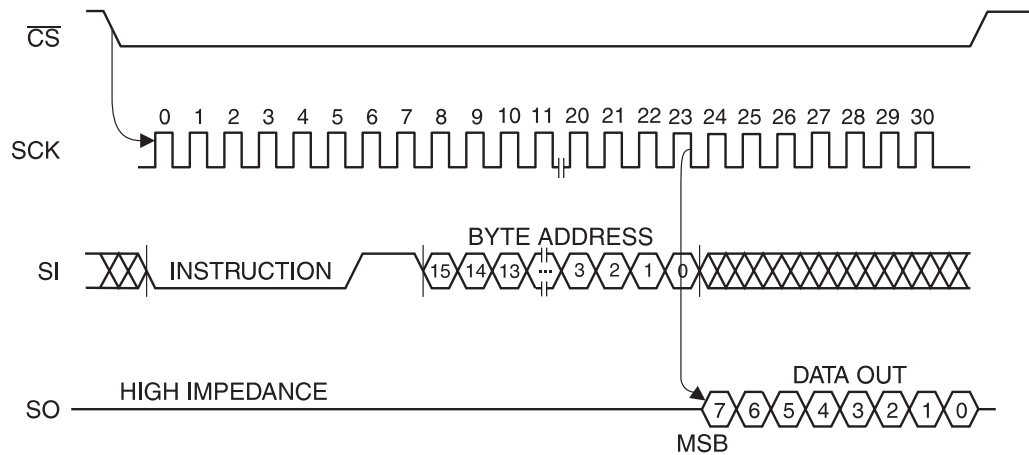 CS
0 1 2 3 4 5 6 7 8 9 10 11 20 21 22 23 24 25 26 27 28 29 30
SCK
BYTE ADDRESS
SI INSTRUCTION 15 14 13 ... 3 2 1 0
HIGH IMPEDANCE DATA OUT
SO 7 6 5 4 3 2 1 0
MSB